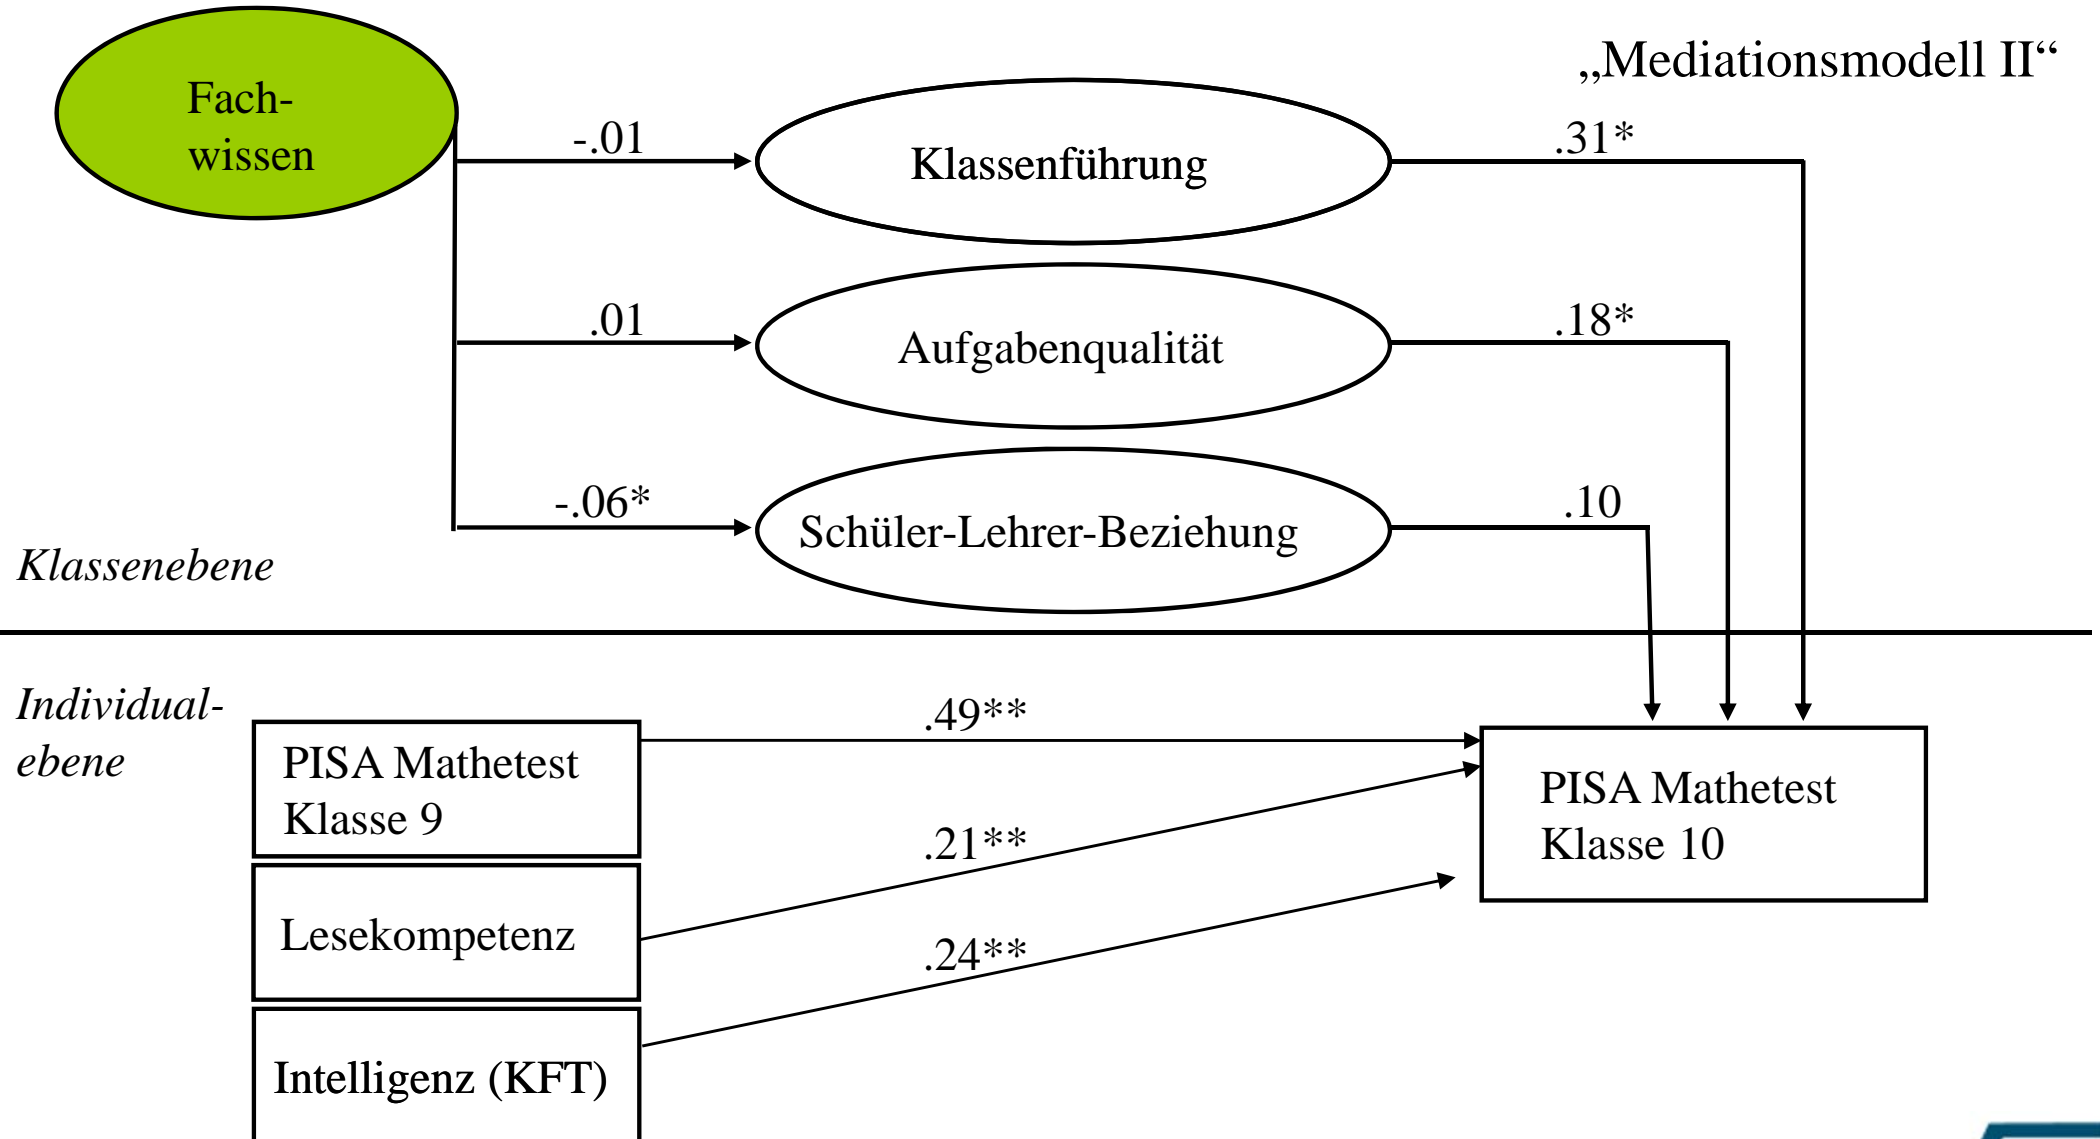 „Mediationsmodell II“
Fach-
wissen
-.01
Klassenführung
.31*
.01
Aufgabenqualität
.18*
-.06*
Schüler-Lehrer-Beziehung
.10
Klassenebene
Individual-
ebene
PISA Mathetest
Klasse 9
.49**
PISA Mathetest
Klasse 10
.21**
Lesekompetenz
.24**
Intelligenz (KFT)